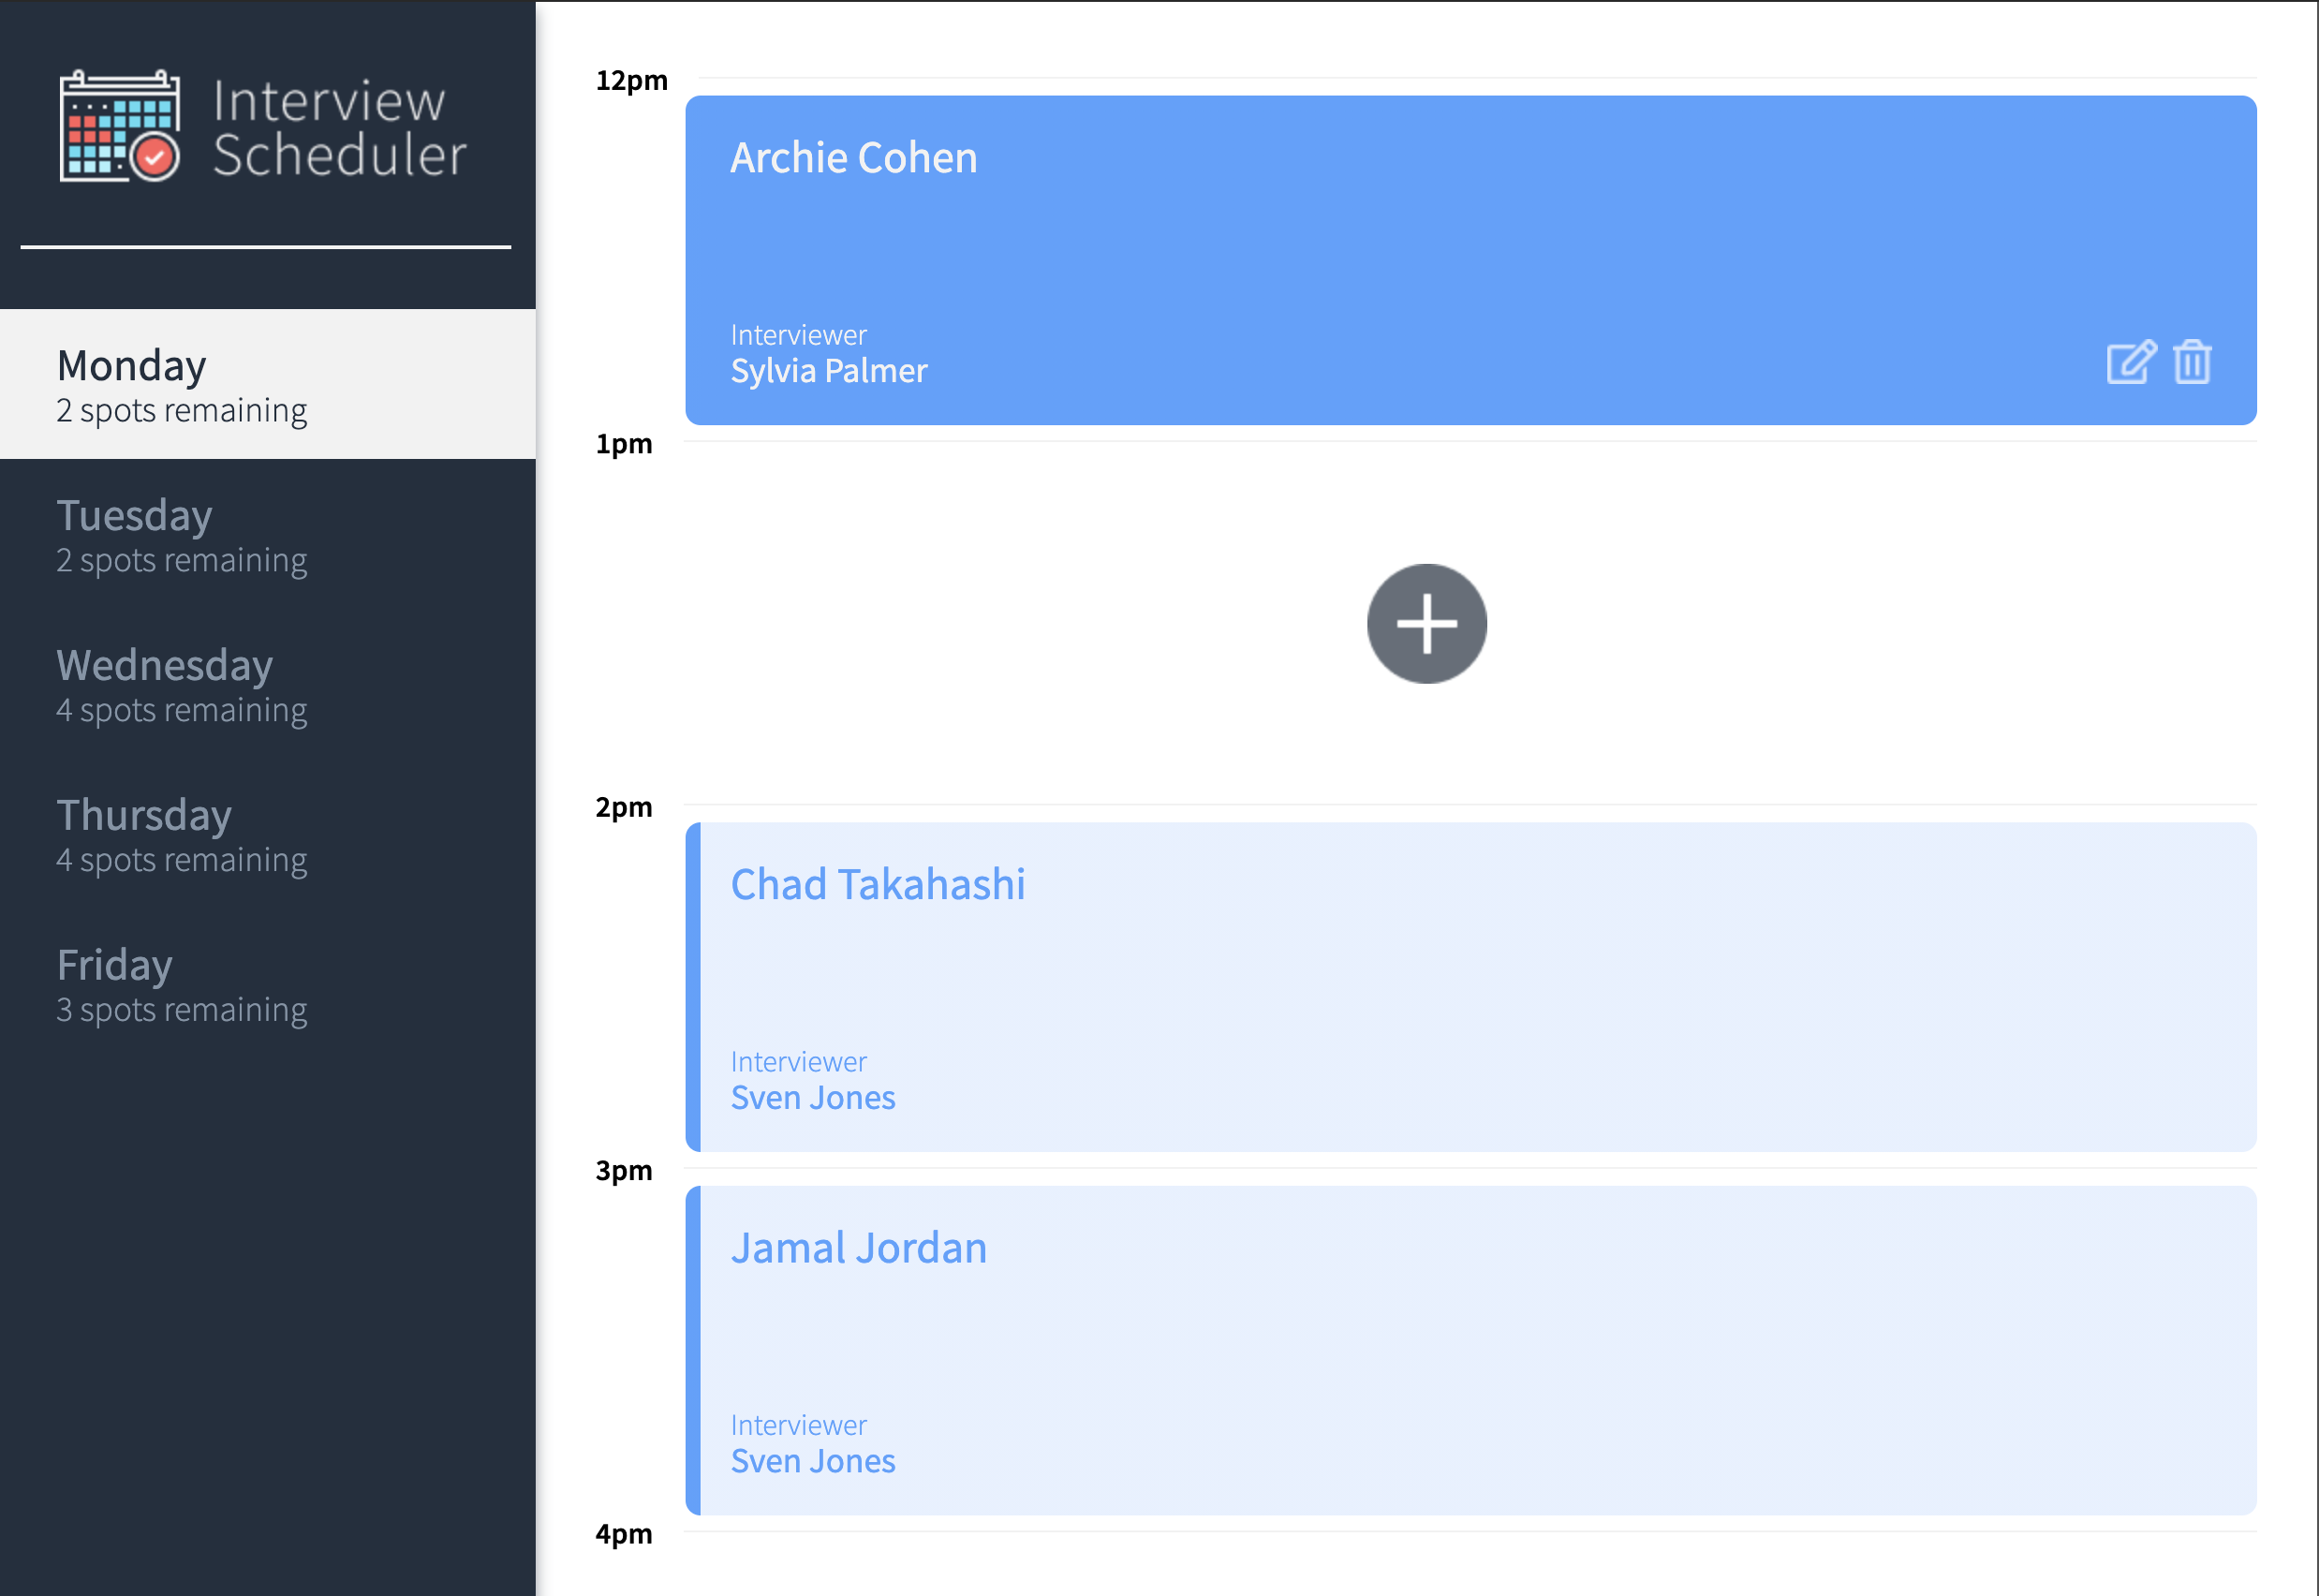 Interview
Scheduler
Monday
2 spots remaining
Tuesday
2 spots remaining
Wednesday
4 spots remaining
Thursday
4 spots remaining
Friday
3 spots remaining
12pm
Archie Cohen
Interviewer
Sylvia Palmer
1pm
2pm
Chad Takahashi
Interviewer
Sven Jones
3pm
Jamal Jordan
Interviewer
Sven Jones
4pm